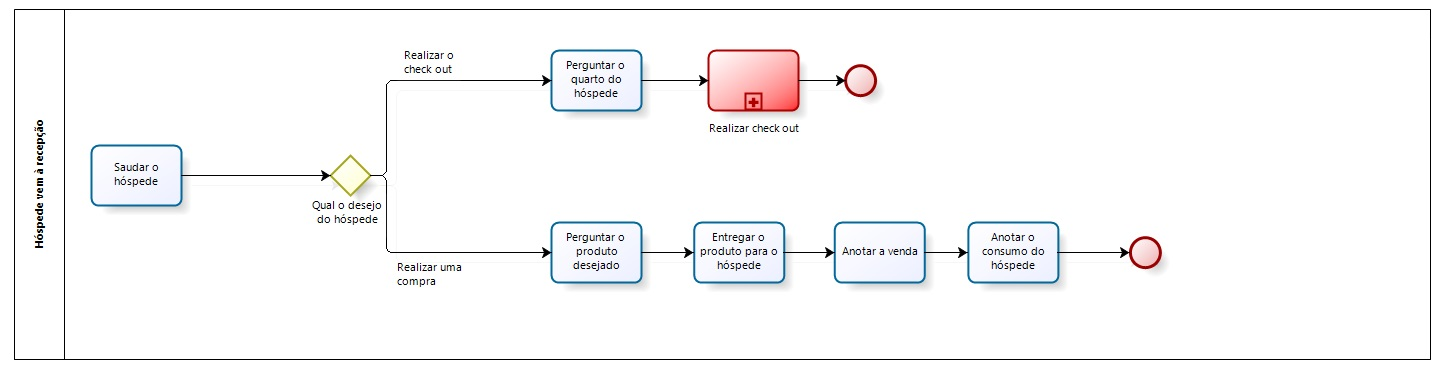 Hóspede vem à recepção
Saudar o
hóspede
Qual o desejo
do hóspede
Realizar o
check out
Perguntar o
quarto do
hóspede
Realizar check out
Realizar uma
compra
Perguntar o
produto
desejado
Entregar o
produto para o
hóspede
Anotar a venda
Anotar o
consumo do
hóspede